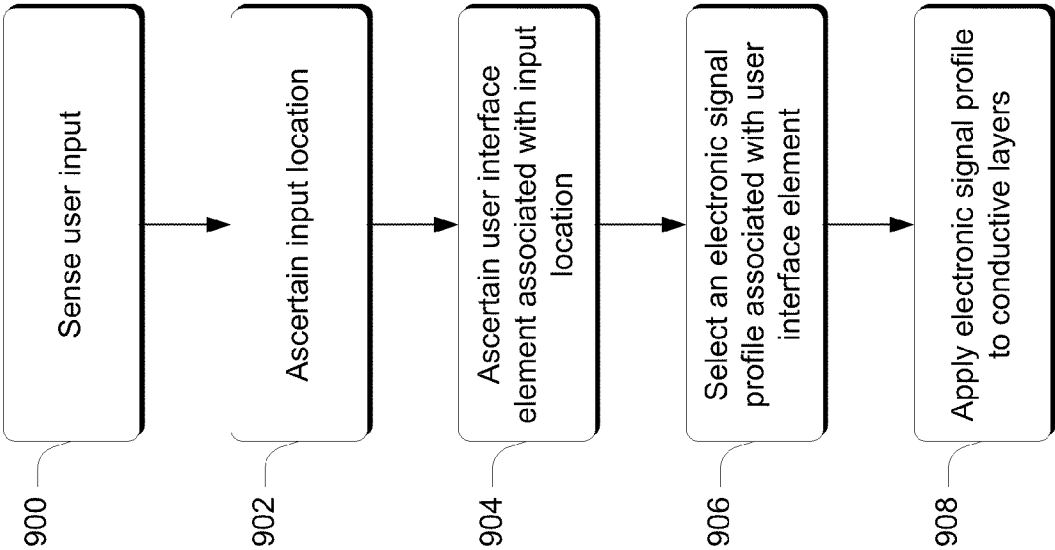 900
Sense user input
902
Ascertain input location
904
Ascertain user interface
element associated with input
location
906
Select an electronic signal
profile associated with user
interface element
908
Apply electronic signal profile
to conductive layers